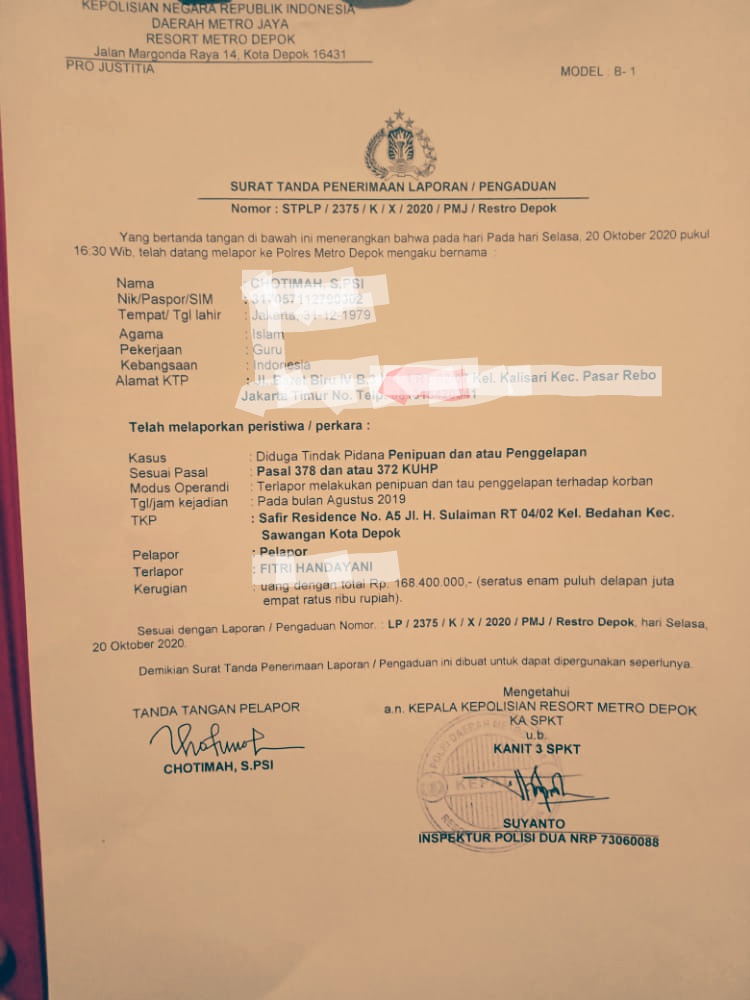 KEPOLISIAN NEGARA REPUBLIK INDONESIA
DAERAH METRO JAYA
RESORT METRO DEPOK
Jalan Margonda Raya 14, Kota Depok 16431
PRO JUSTITIA
MODEL : B- 1
SURAT TANDA PENERIMAAN LAPORAN / PENGADUAN
Nomor : STPLP / 2375 / K / X / 2020 / PMJ / Restro Depok
Yang bertanda tangan di bawah ini menerangkan bahwa pada hari Pada hari Selasa, 20 Oktober 2020 pukul
16:30 Wib, telah datang melapor ke Polres Metro Depok mengaku bernama :
Nama : CHOTIMAH, S.PSI
Nik/Paspor/SIM :
Tempat/ Tgl lahir : Jakarta, 31-12-1979
Agama : Islam
Pekerjaan : Guru
Kebangsaan : Indonesia
Alamat KTP : Jl. Biru IV Kel. Kalisari Kec. Pasar Rebo
Jakarta Timur No. Telp.
Telah melaporkan peristiwa / perkara :
Kasus : Diduga Tindak Pidana Penipuan dan atau Penggelapan
Sesuai Pasal : Pasal 378 dan atau 372 KUHP
Modus Operandi : Terlapor melakukan penipuan dan tau penggelapan terhadap korban
Tgl/jam kejadian : Pada bulan Agustus 2019
TKP : Safir Residence No. A5 Jl. H. Sulaiman RT 04/02 Kel. Bedahan Kec.
Sawangan Kota Depok
Pelapor : Pelapor
Terlapor : FITRI HANDAYANI
Kerugian : uang dengan total Rp. 168.400.000,- (seratus enam puluh delapan juta
empat ratus ribu rupiah).
Sesuai dengan Laporan / Pengaduan Nomor. : LP / 2375 / K / X / 2020 / PMJ / Restro Depok, hari Selasa,
20 Oktober 2020.
Demikian Surat Tanda Penerimaan Laporan / Pengaduan ini dibuat untuk dapat dipergunakan seperlunya.
TANDA TANGAN PELAPOR
CHOTIMAH, S.PSI
Mengetahui
a.n. KEPALA KEPOLISIAN RESORT METRO DEPOK
KA SPKT
u.b.
KANIT 3 SPKT
SUYANTO
INSPEKTUR POLISI DUA NRP 73060088